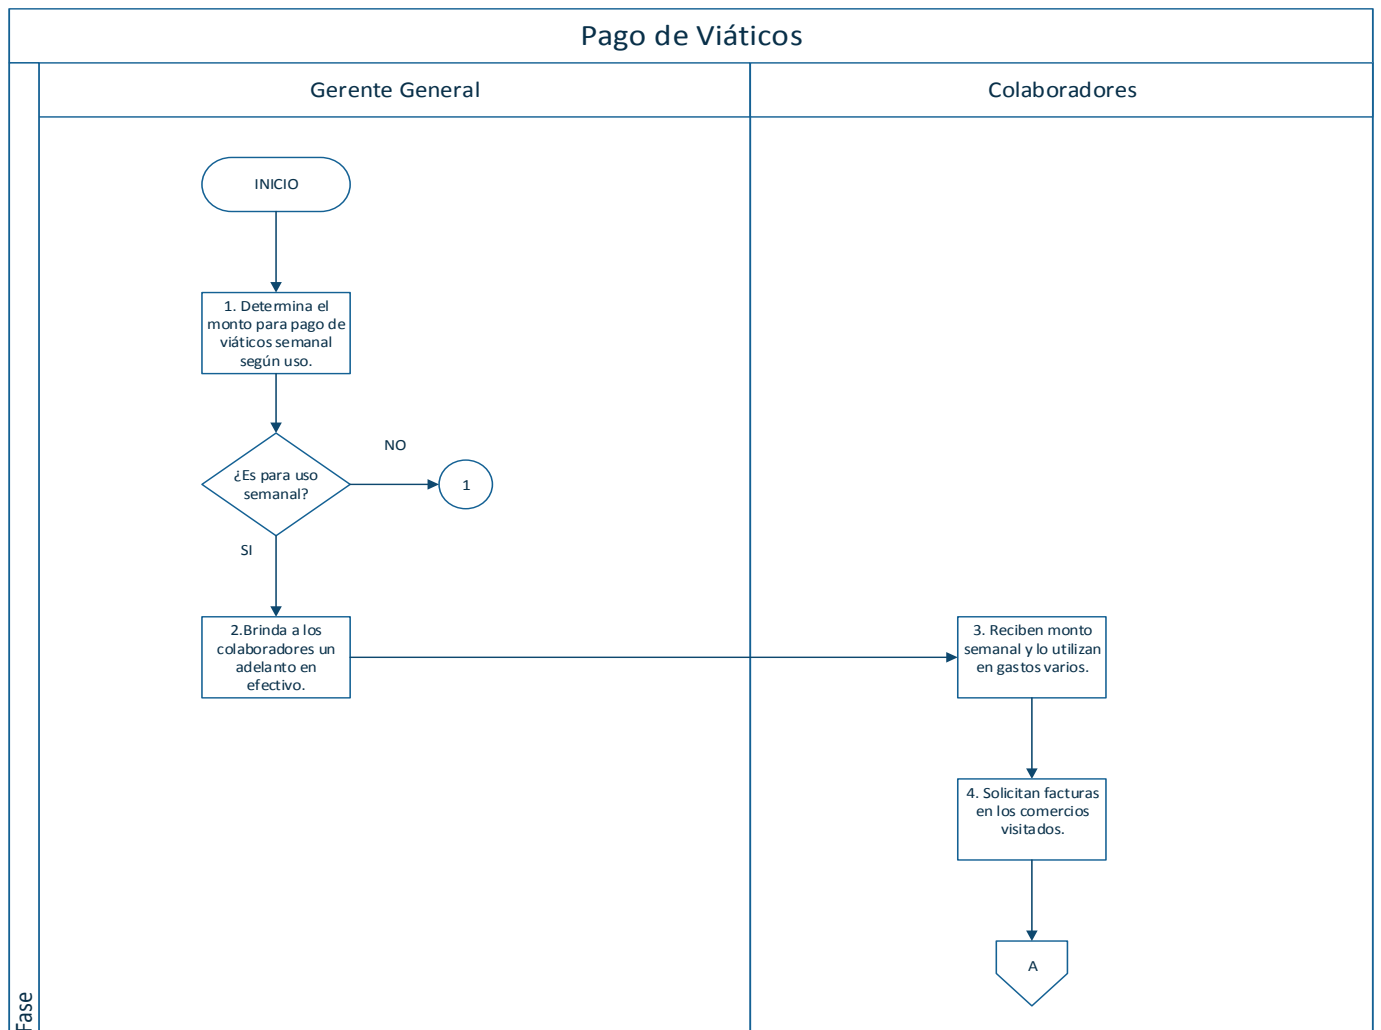 Pago de Viáticos
Gerente General
Colaboradores
INICIO
1. Determina el
monto para pago de
viáticos semanal
según uso.
¿Es para uso
semanal?
NO
1
SI
2.Brinda a los
colaboradores un
adelanto en
efectivo.
3. Reciben monto
semanal y lo utilizan
en gastos varios.
4. Solicitan facturas
en los comercios
visitados.
A
Fase